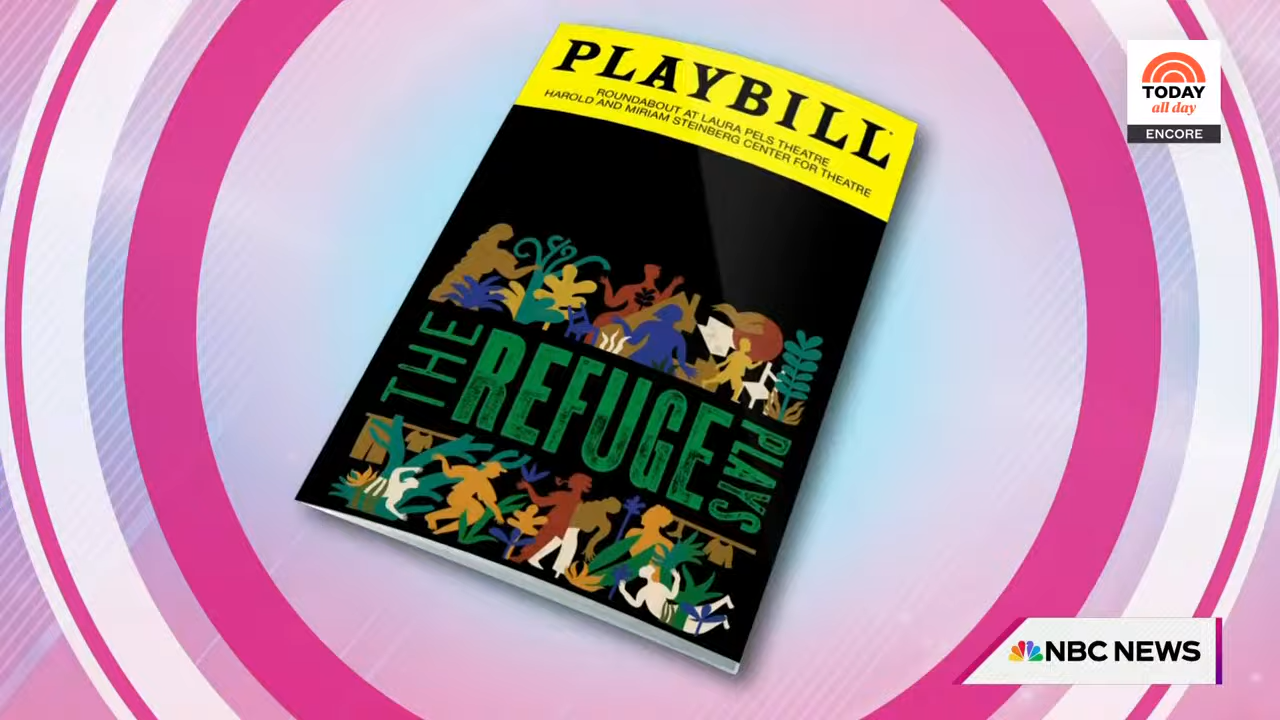 PLAYBILL
ROUNDABOUT AT LAURA PELS THEATRE
HAROLD AND MIRIAM STEINBERG CENTER FOR THEATRE
THE
REFUGE
PLAYS
TODAY
all day
ENCORE
NBC NEWS